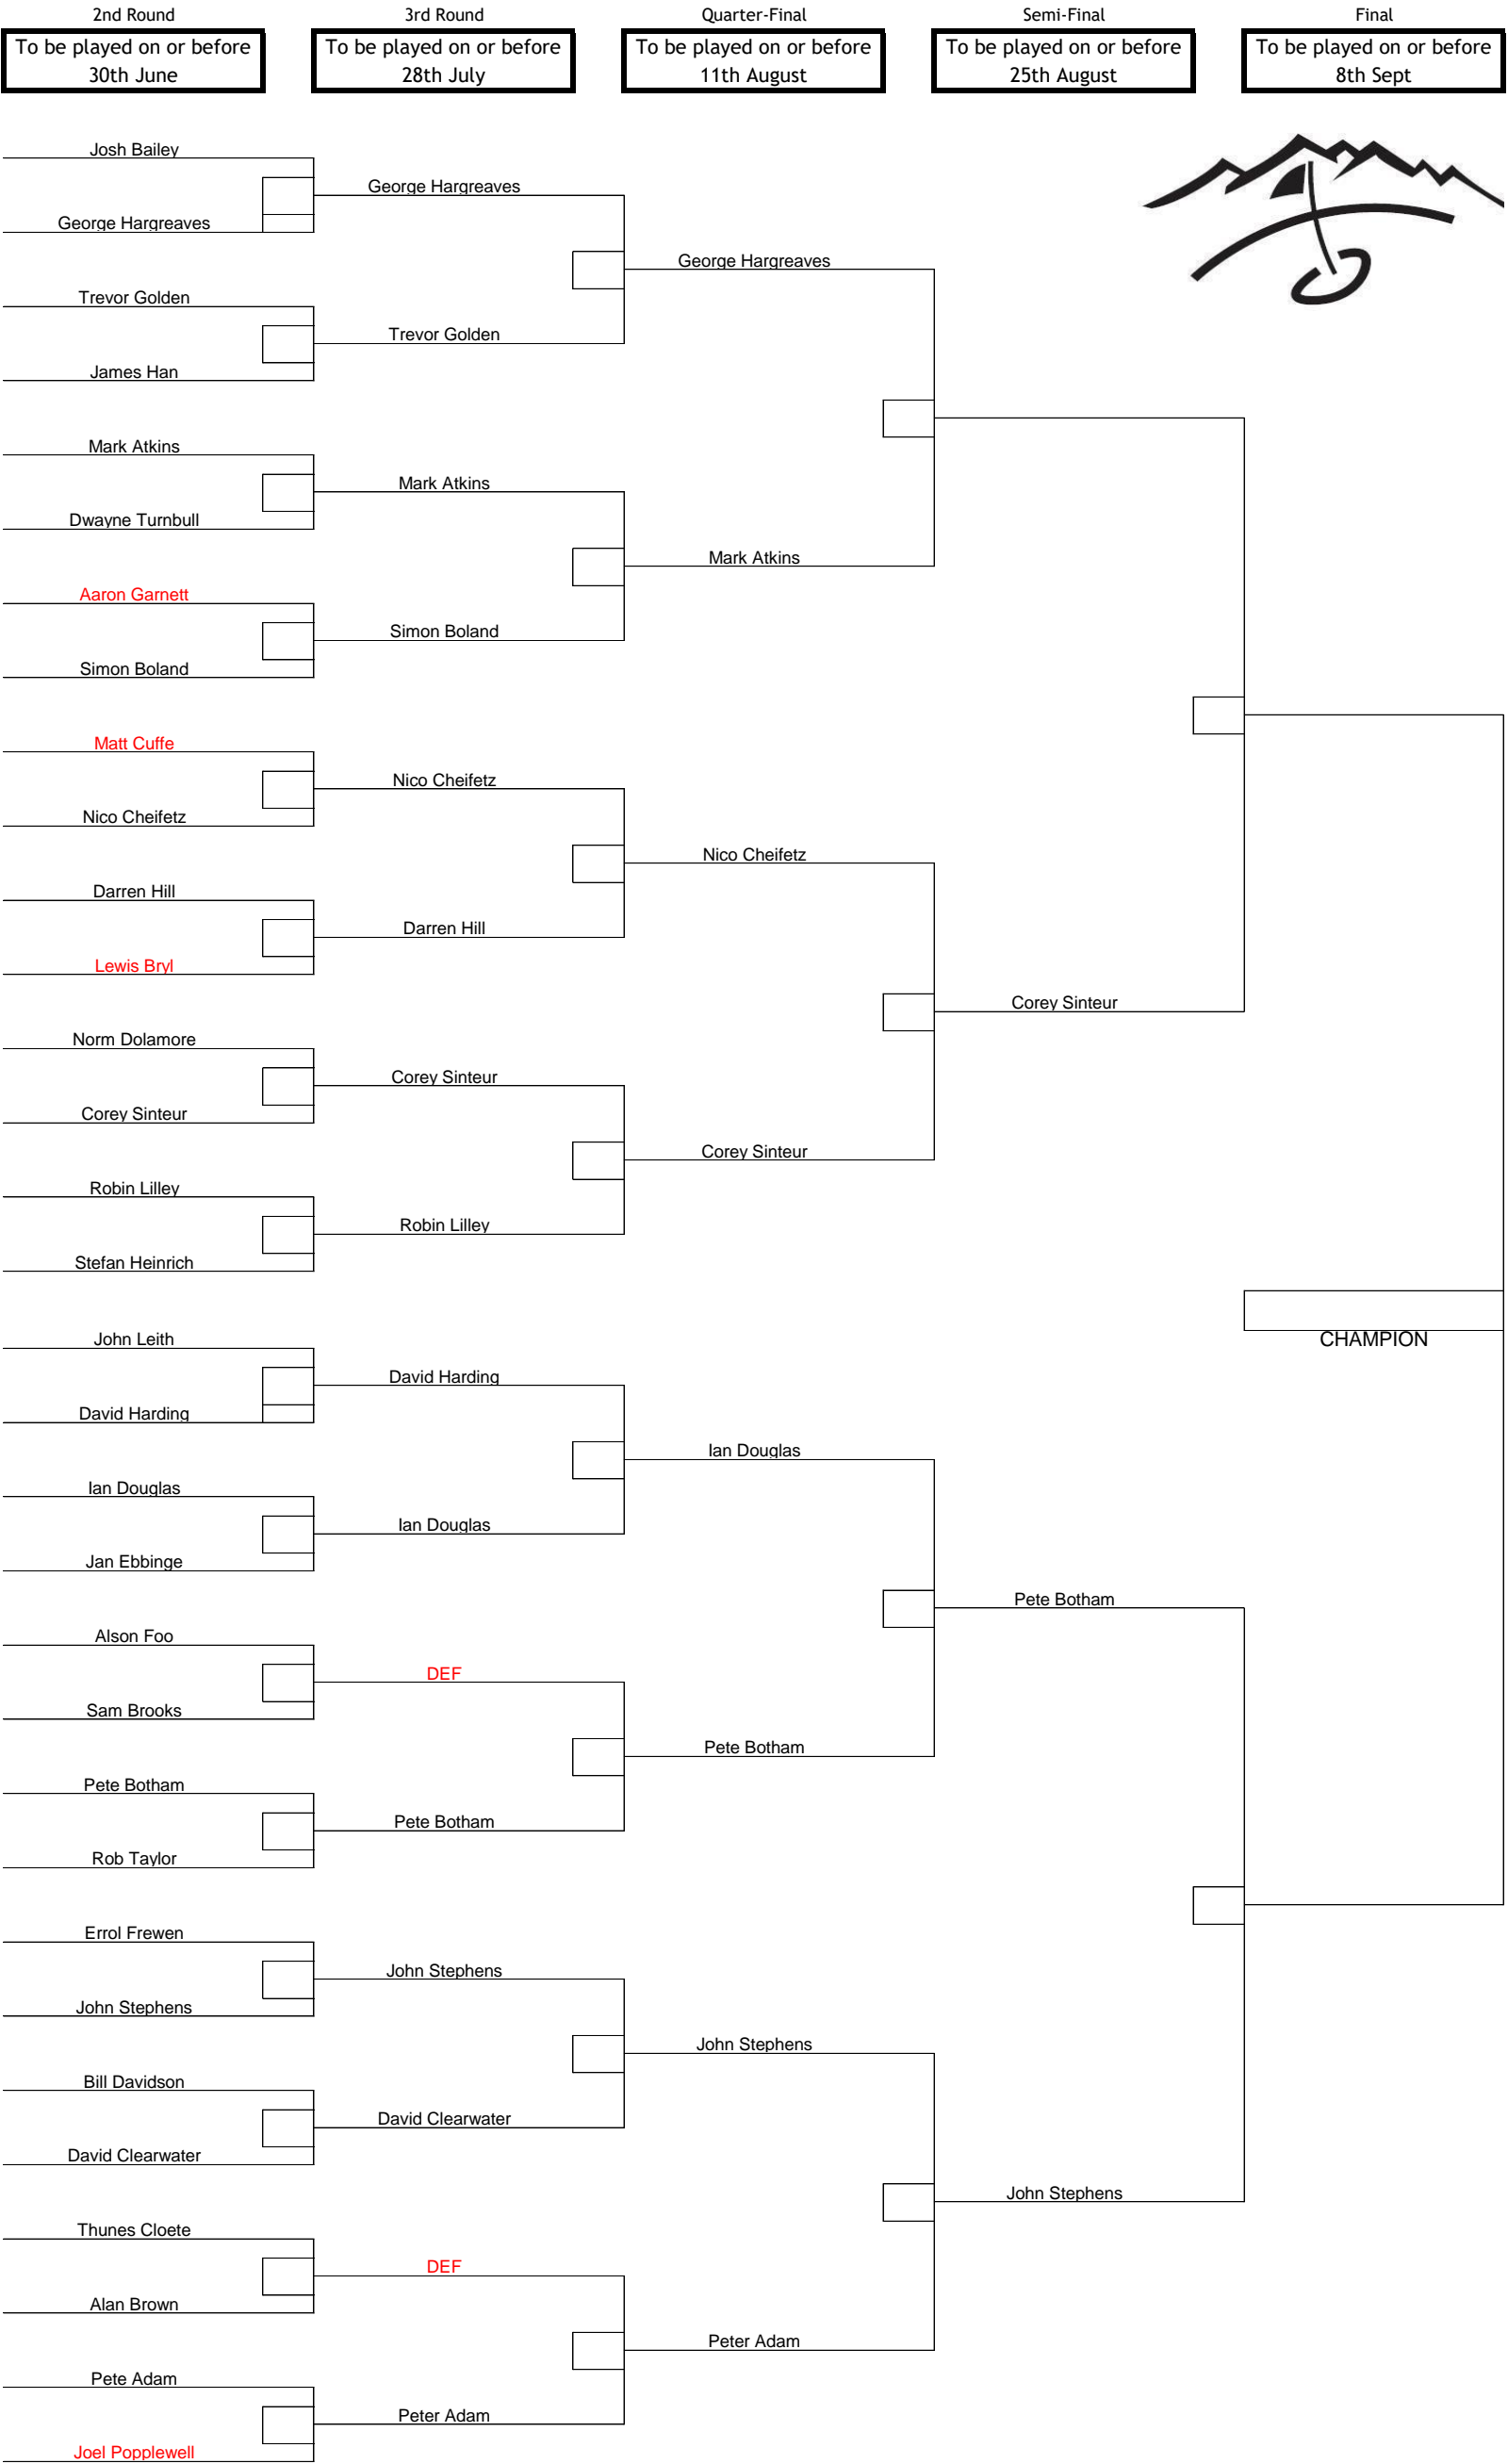 2nd Round
3rd Round
Quarter-Final
Semi-Final
Final
To be played on or before
30th June
To be played on or before
28th July
To be played on or before
11th August
To be played on or before
25th August
To be played on or before
8th Sept
Josh Bailey
George Hargreaves
George Hargreaves
George Hargreaves
Trevor Golden
Trevor Golden
James Han
Mark Atkins
Mark Atkins
Dwayne Turnbull
Mark Atkins
Aaron Garnett
Simon Boland
Simon Boland
Matt Cuffe
Nico Cheifetz
Nico Cheifetz
Nico Cheifetz
Darren Hill
Darren Hill
Lewis Bryl
Corey Sinteur
Norm Dolamore
Corey Sinteur
Corey Sinteur
Corey Sinteur
Robin Lilley
Robin Lilley
Stefan Heinrich
John Leith
CHAMPION
David Harding
David Harding
Ian Douglas
Ian Douglas
Ian Douglas
Jan Ebbinge
Pete Botham
Alson Foo
DEF
Sam Brooks
Pete Botham
Pete Botham
Pete Botham
Rob Taylor
Errol Frewen
John Stephens
John Stephens
John Stephens
Bill Davidson
David Clearwater
David Clearwater
John Stephens
Thunes Cloete
DEF
Alan Brown
Peter Adam
Pete Adam
Peter Adam
Joel Popplewell